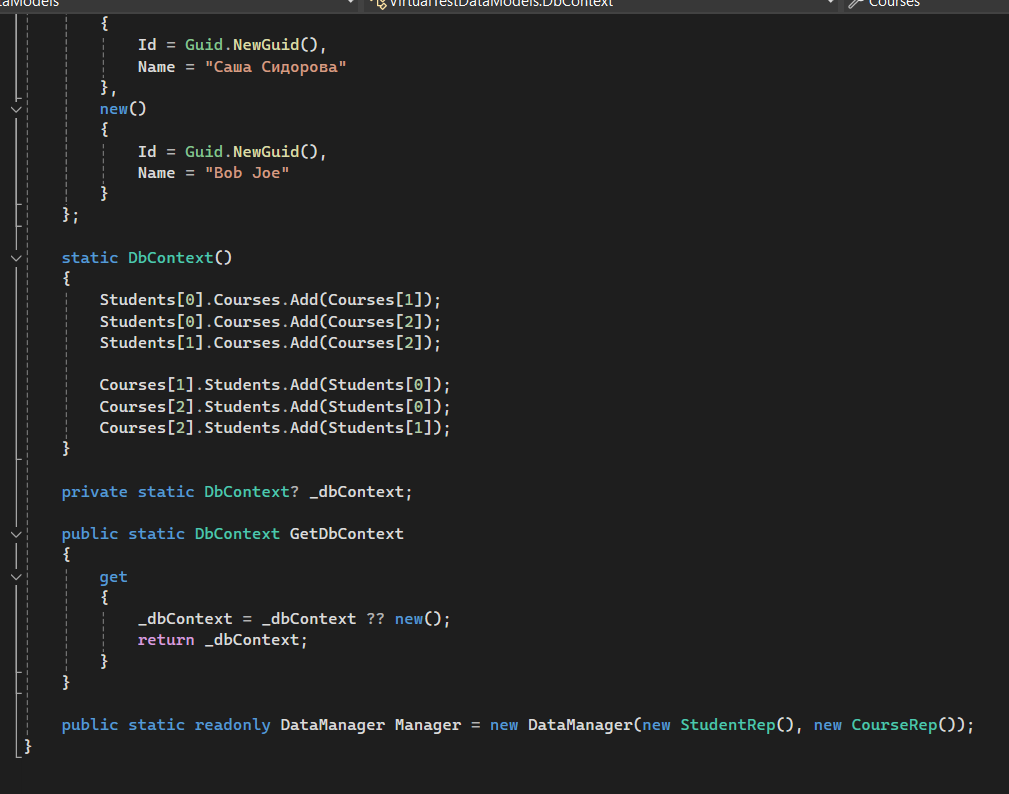 taModels VirtualTestDataModels.DbContext Courses
{
Id = Guid.NewGuid(),
Name = "Саша Сидорова"
},
new()
{
Id = Guid.NewGuid(),
Name = "Bob Joe"
}
};
static DbContext()
{
Students[0].Courses.Add(Courses[1]);
Students[0].Courses.Add(Courses[2]);
Students[1].Courses.Add(Courses[2]);
Courses[1].Students.Add(Students[0]);
Courses[2].Students.Add(Students[0]);
Courses[2].Students.Add(Students[1]);
}
private static DbContext? _dbContext;
public static DbContext GetDbContext
{
get
{
_dbContext = _dbContext ?? new();
return _dbContext;
}
}
public static readonly DataManager Manager = new DataManager(new StudentRep(), new CourseRep());
}